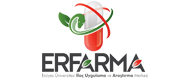 ERFARMA
Erciyes Üniversitesi İlaç Uygulama ve Araştırma Merkezi